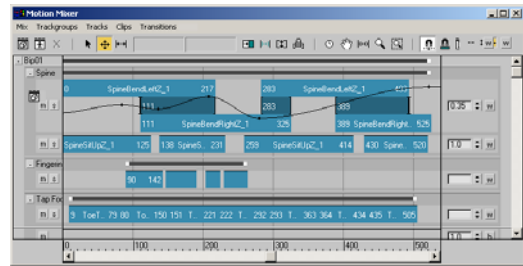 Motion Mixer
Mix Trackgroups Tracks Clips Transitions
Bip01
Spine
0 SpineBendLeftZ_1 217 283 SpineBendLeftZ_1
111 283 389
0.35 w
m s
111 SpineBendRightZ_1 325 389 SpineBendRight. 525
m s SpineSitUpZ_1 125 138 SpineS.. 231 259 SpineSitUpZ_1 414 430 Spine.. 520 1.0 w
Fingerin
m s 90 142 w
Tap Foo
m s 9 ToeT.. 79 80 To.. 150 151 T.. 221 222 T.. 292 293 T.. 363 364 T.. 434 435 T.. 505 w
m 1.0
0 100 200 300 400 500